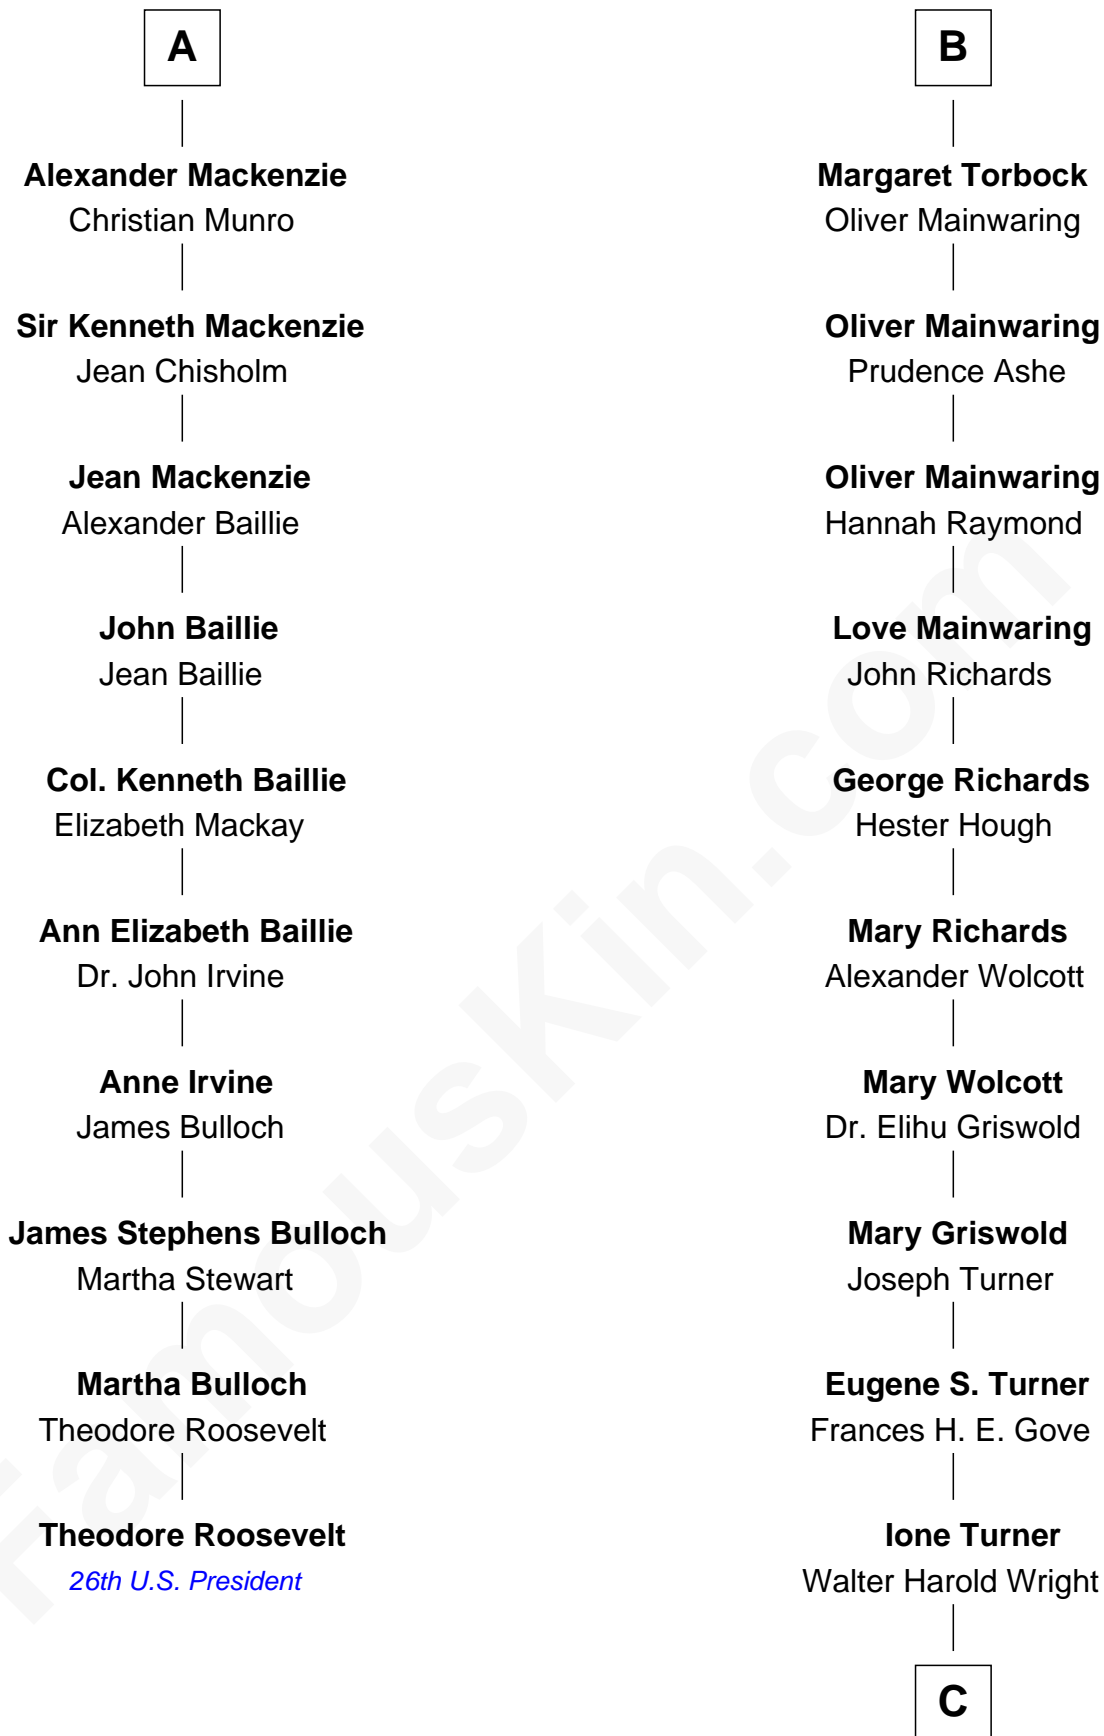 A
Alexander Mackenzie
Christian Munro
Sir Kenneth Mackenzie
Jean Chisholm
Jean Mackenzie
Alexander Baillie
John Baillie
Jean Baillie
Col. Kenneth Baillie
Elizabeth Mackay
Ann Elizabeth Baillie
Dr. John Irvine
Anne Irvine
James Bulloch
James Stephens Bulloch
Martha Stewart
Martha Bulloch
Theodore Roosevelt
Theodore Roosevelt
26th U.S. President
B
Margaret Torbock
Oliver Mainwaring
Oliver Mainwaring
Prudence Ashe
Oliver Mainwaring
Hannah Raymond
Love Mainwaring
John Richards
George Richards
Hester Hough
Mary Richards
Alexander Wolcott
Mary Wolcott
Dr. Elihu Griswold
Mary Griswold
Joseph Turner
Eugene S. Turner
Frances H. E. Gove
Ione Turner
Walter Harold Wright
C
FamousKin.com